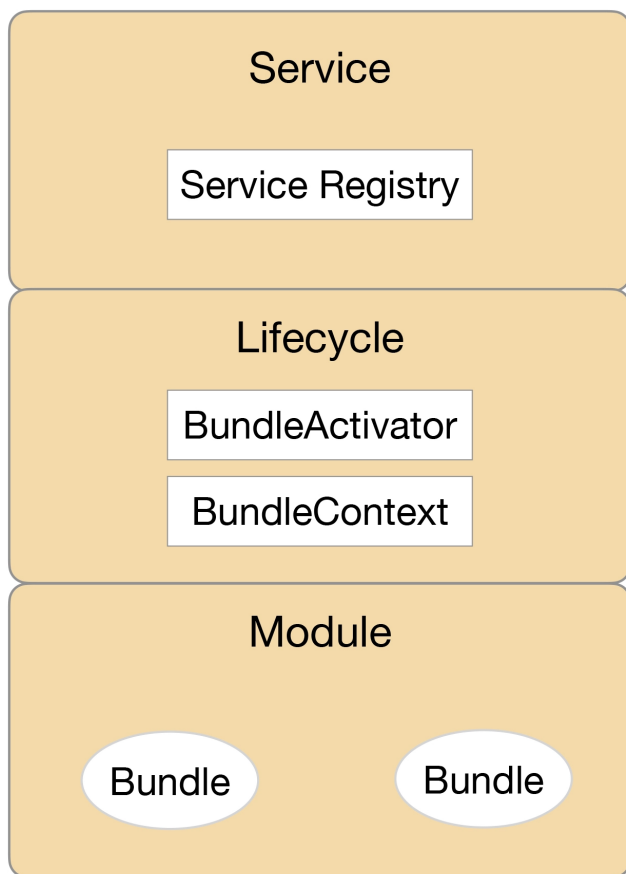 Service
Service Registry
Lifecycle
BundleActivator
BundleContext
Module
Bundle
Bundle